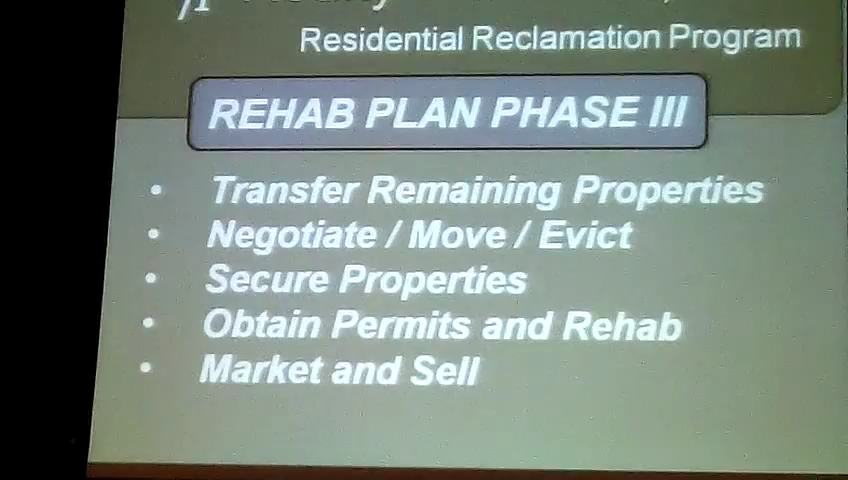 Residential Reclamation Program
REHAB PLAN PHASE III
• Transfer Remaining Properties
• Negotiate / Move / Evict
• Secure Properties
• Obtain Permits and Rehab
• Market and Sell